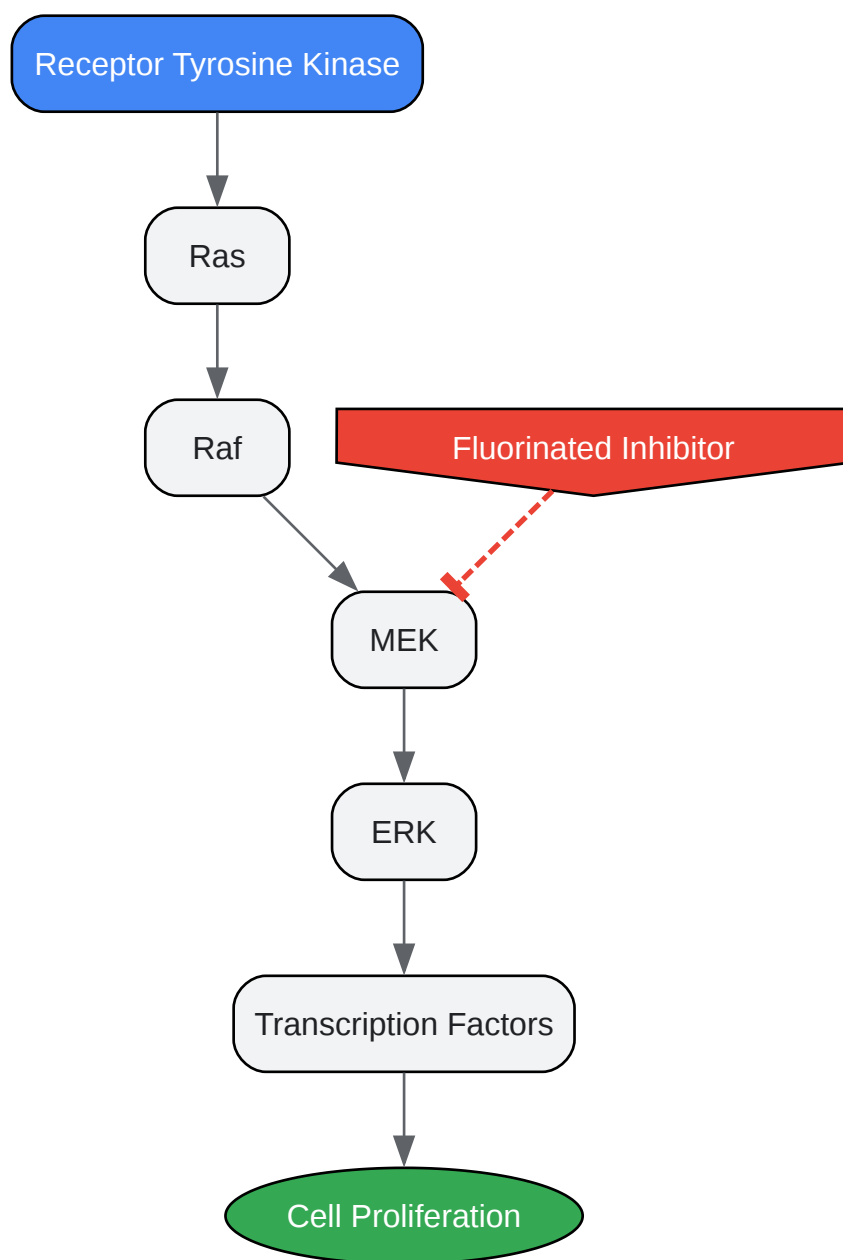 Receptor Tyrosine Kinase
Ras
Raf
Fluorinated Inhibitor
MEK
ERK
Transcription Factors
Cell Proliferation